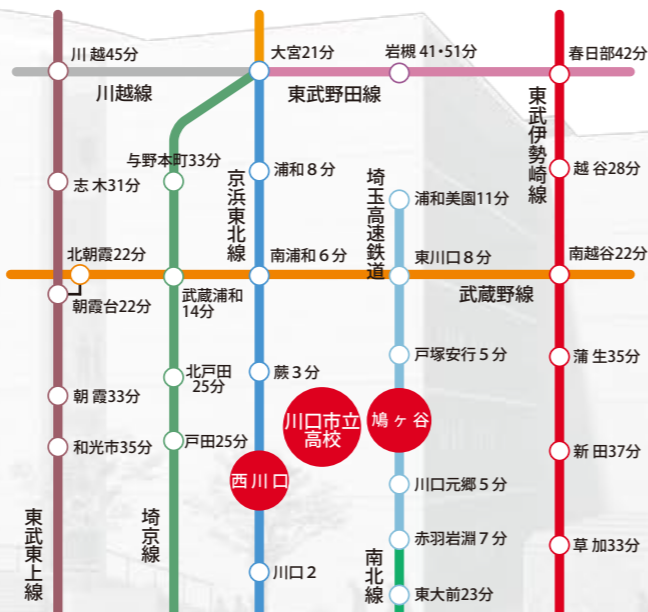 川 越45分
大宮21分
岩槻 41・51分
春日部42分
川越線
東武野田線
東武伊勢崎線
与野本町33分
志 木31分
京浜東北線
浦和８分
埼玉高速鉄道
浦和美園11分
越 谷28分
北朝霞22分
南浦和６分
東川口８分
南越谷22分
朝霞台22分
武蔵浦和
14分
武蔵野線
戸塚安行５分
蒲 生35分
北戸田
25分
蕨３分
朝 霞33分
川口市立
高校
鳩ヶ谷
和光市35分
戸田25分
新 田37分
西川口
川口元郷５分
東武東上線
埼京線
赤羽岩淵７分
草 加33分
南北線
川口２
東大前23分